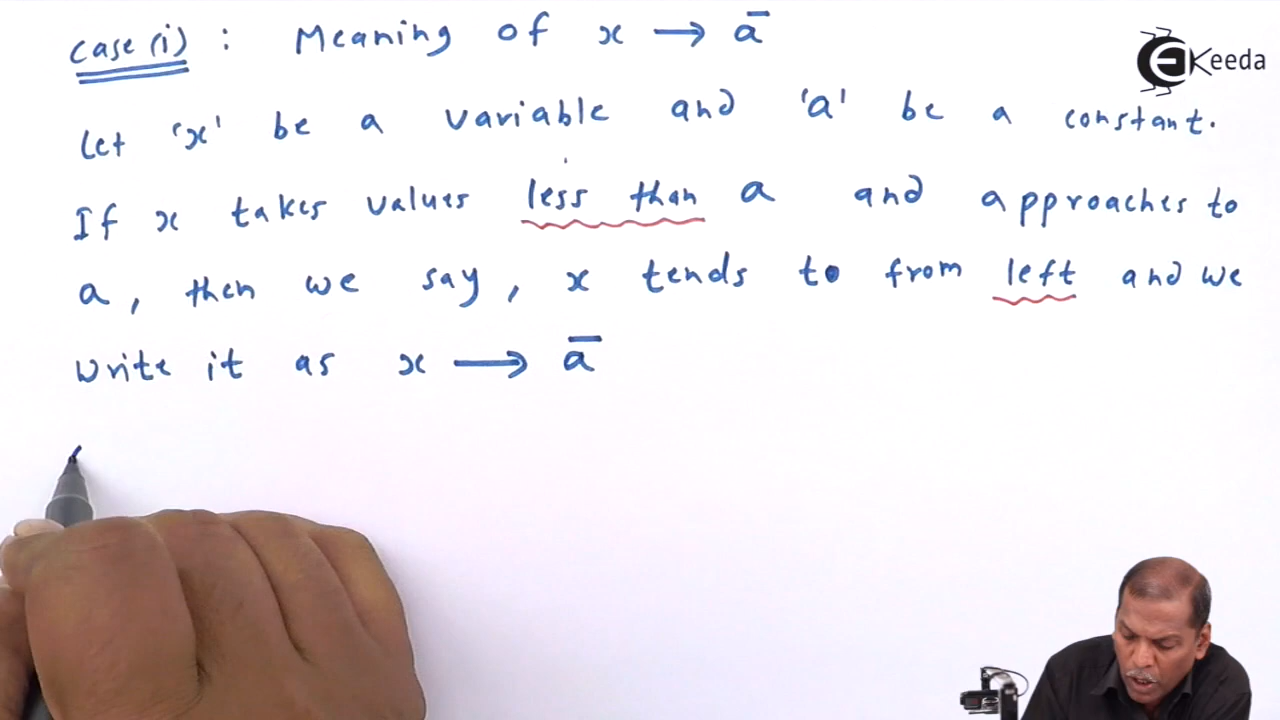 Case (i) : Meaning of x → a̅
EKeeda
Let 'x' be a variable and 'a' be a constant.
If x takes values less than a and approaches to
a, then we say, x tends to from left and we
write it as x ⟶ a̅